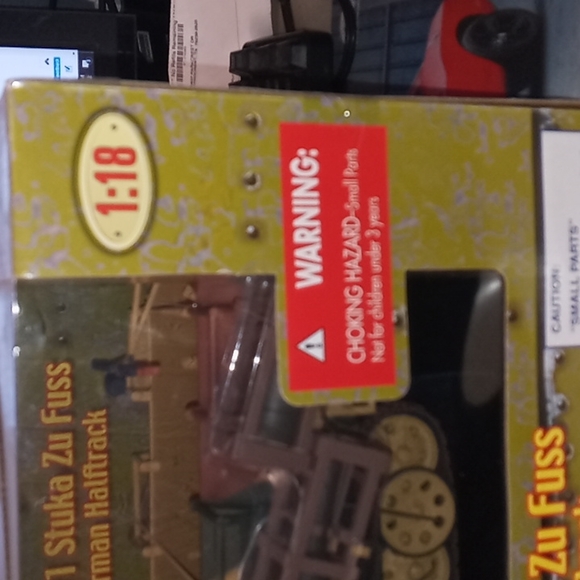 1:18
WARNING:
CHOKING HAZARD-Small Parts
Not for children under 3 years
CAUTION:
"SMALL PARTS"
1 Stuka Zu Fuss
rman Halftrack
Zu Fuss